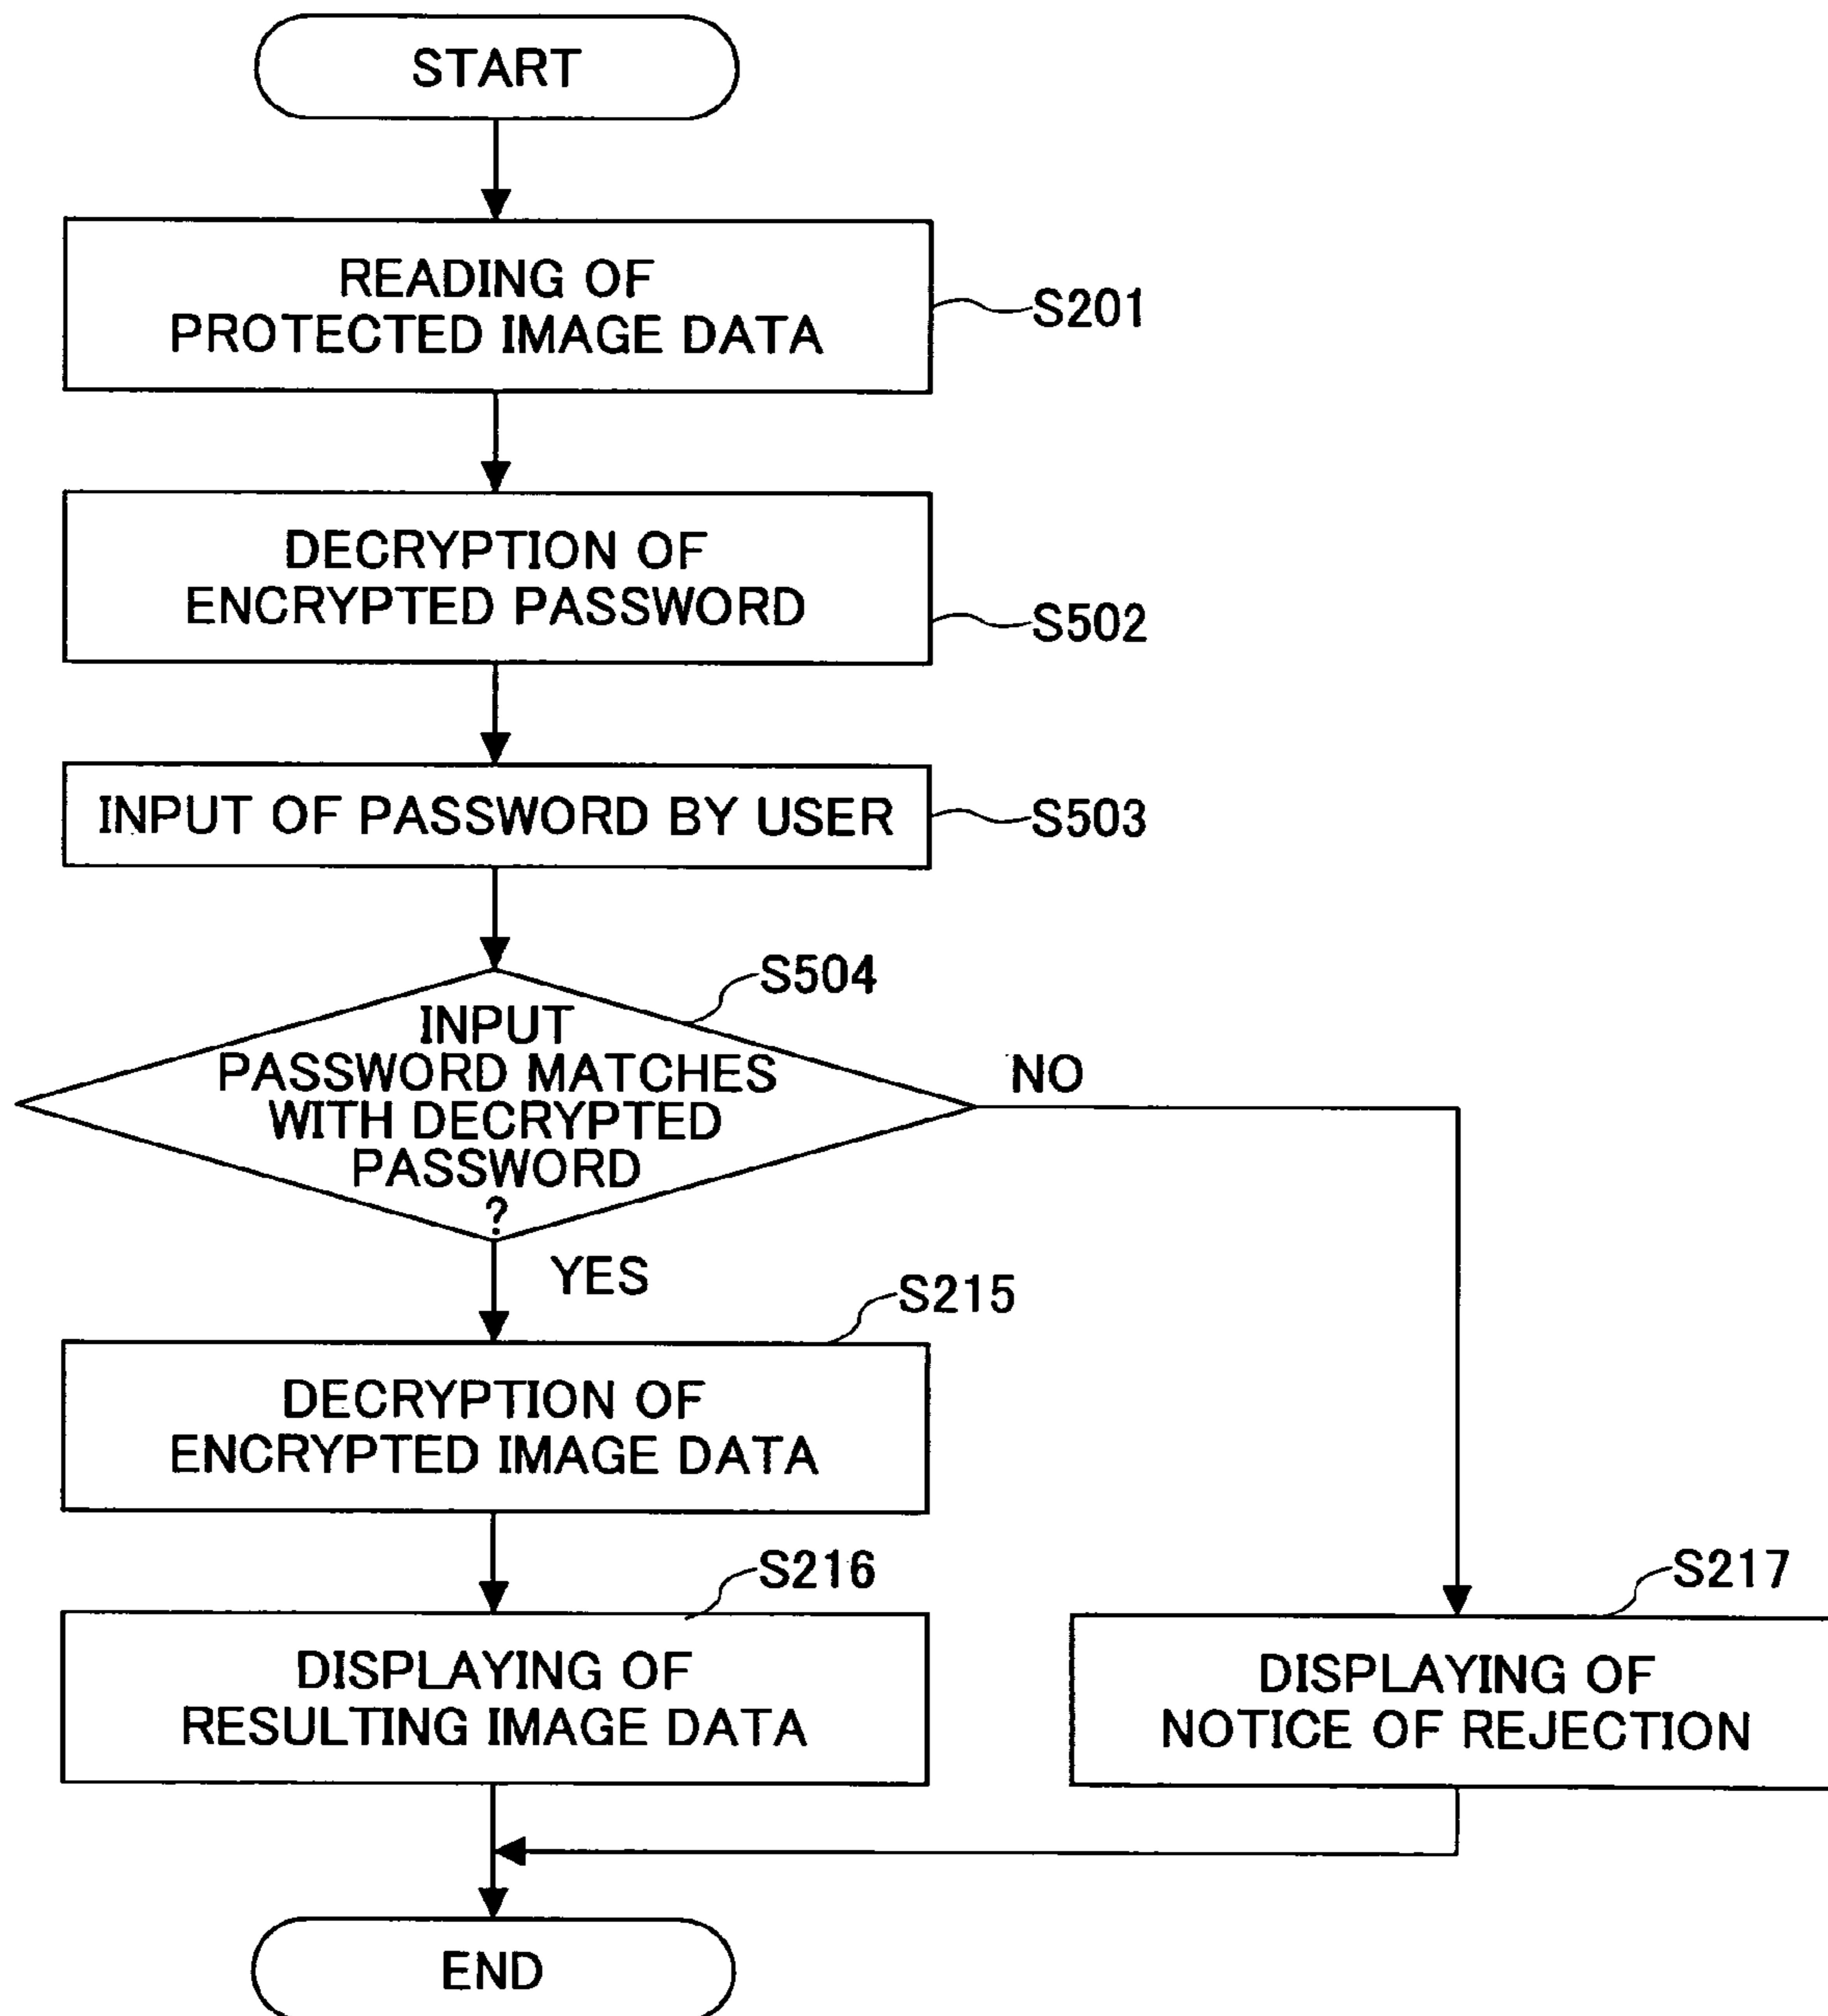 START
READING OF
PROTECTED IMAGE DATA
S201
DECRYPTION OF
ENCRYPTED PASSWORD
S502
INPUT OF PASSWORD BY USER
S503
S504
INPUT
PASSWORD MATCHES
WITH DECRYPTED
PASSWORD
?
NO
YES
S215
DECRYPTION OF
ENCRYPTED IMAGE DATA
S216
DISPLAYING OF
RESULTING IMAGE DATA
S217
DISPLAYING OF
NOTICE OF REJECTION
END